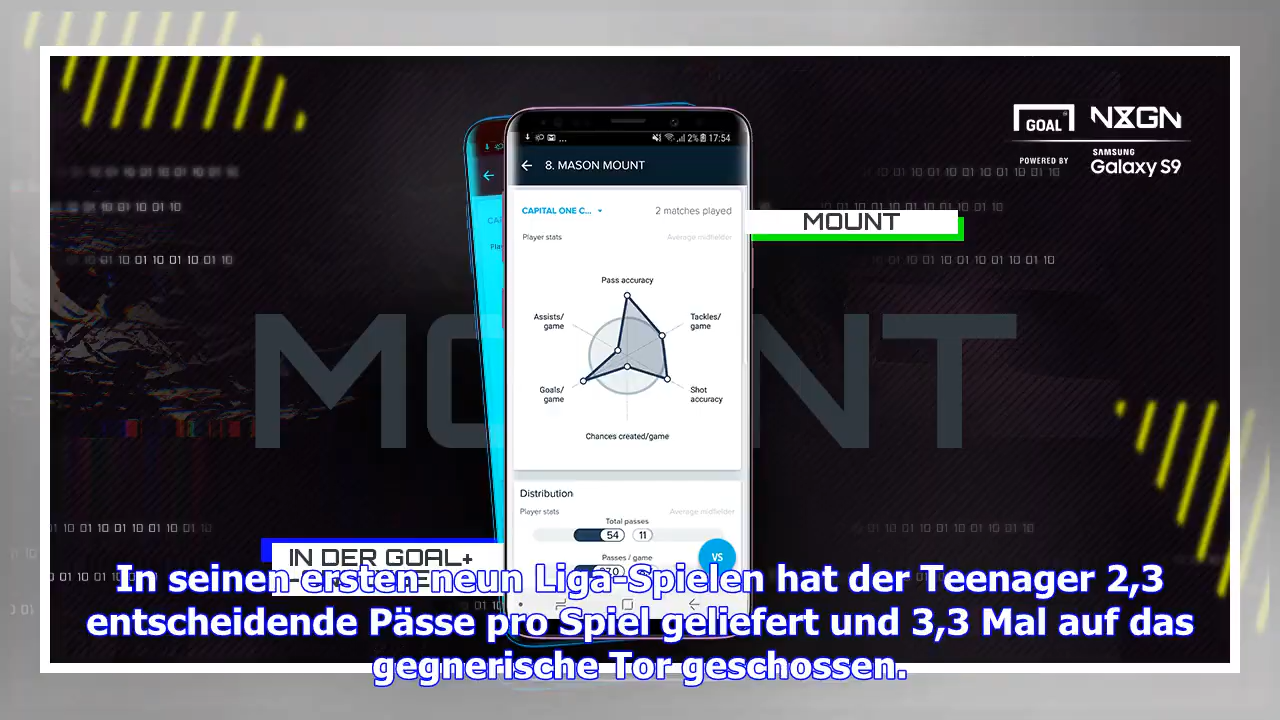 GOAL
NXGN
POWERED BY
SAMSUNG
Galaxy S9
2% 17:54
8. MASON MOUNT
CAPITAL ONE C...
2 matches played
MOUNT
Player stats
Average midfielder
Pass accuracy
Assists/
game
Tackles/
game
Goals/
game
Shot
accuracy
Chances created/game
MOUNT
Distribution
Player stats
Average midfielder
Total passes
54 11
Passes / game
VS
IN DER GOAL+
In seinen ersten neun Liga-Spielen hat der Teenager 2,3
entscheidende Pässe pro Spiel geliefert und 3,3 Mal auf das
gegnerische Tor geschossen.